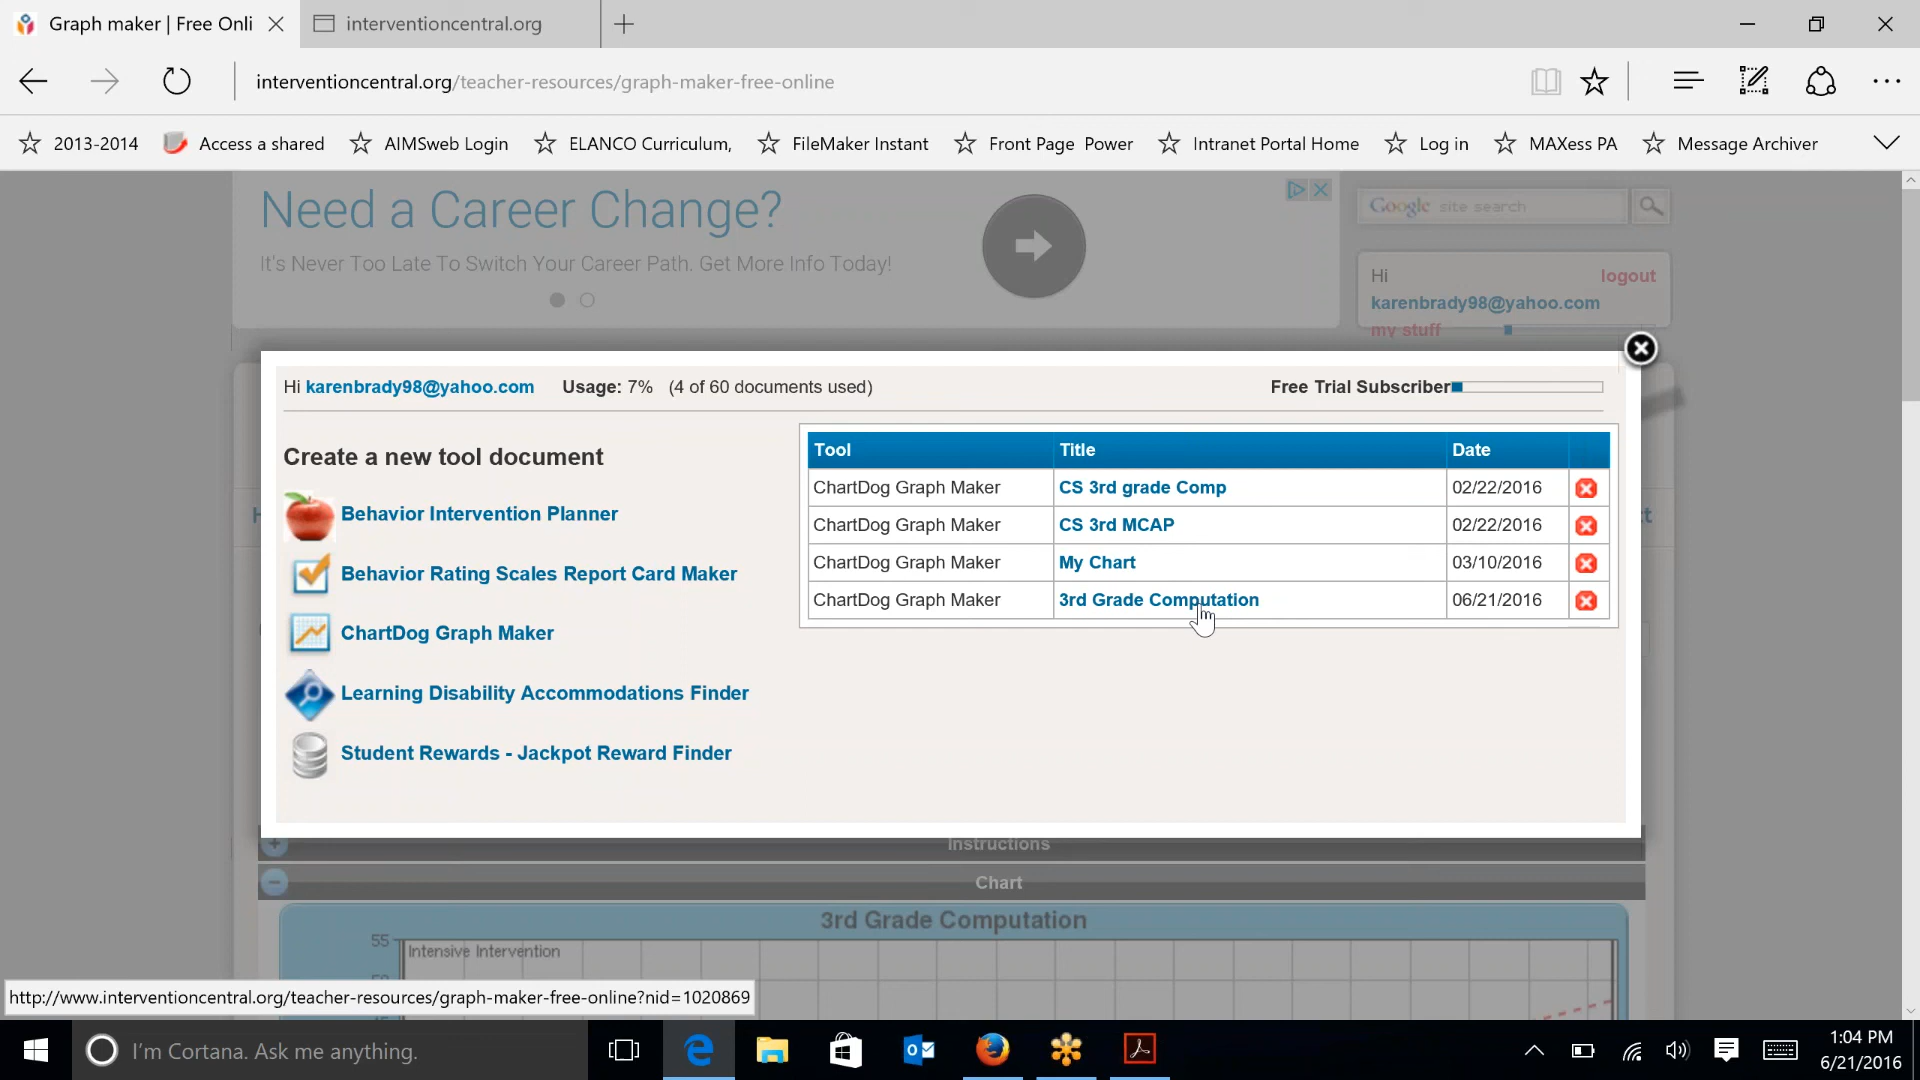 Graph maker | Free Onli
interventioncentral.org
interventioncentral.org/teacher-resources/graph-maker-free-online
2013-2014
Access a shared
AIMSweb Login
ELANCO Curriculum,
FileMaker Instant
Front Page Power
Intranet Portal Home
Log in
MAXess PA
Message Archiver
Need a Career Change?
It's Never Too Late To Switch Your Career Path. Get More Info Today!
Google site search
Hi
logout
karenbrady98@yahoo.com
my stuff
Hi karenbrady98@yahoo.com Usage: 7% (4 of 60 documents used) Free Trial Subscriber
Create a new tool document
Behavior Intervention Planner
Behavior Rating Scales Report Card Maker
ChartDog Graph Maker
Learning Disability Accommodations Finder
Student Rewards - Jackpot Reward Finder
Tool Title Date
ChartDog Graph Maker CS 3rd grade Comp 02/22/2016
ChartDog Graph Maker CS 3rd MCAP 02/22/2016
ChartDog Graph Maker My Chart 03/10/2016
ChartDog Graph Maker 3rd Grade Computation 06/21/2016
Instructions
Chart
3rd Grade Computation
55
Intensive Intervention
http://www.interventioncentral.org/teacher-resources/graph-maker-free-online?nid=1020869
I'm Cortana. Ask me anything.
1:04 PM
6/21/2016